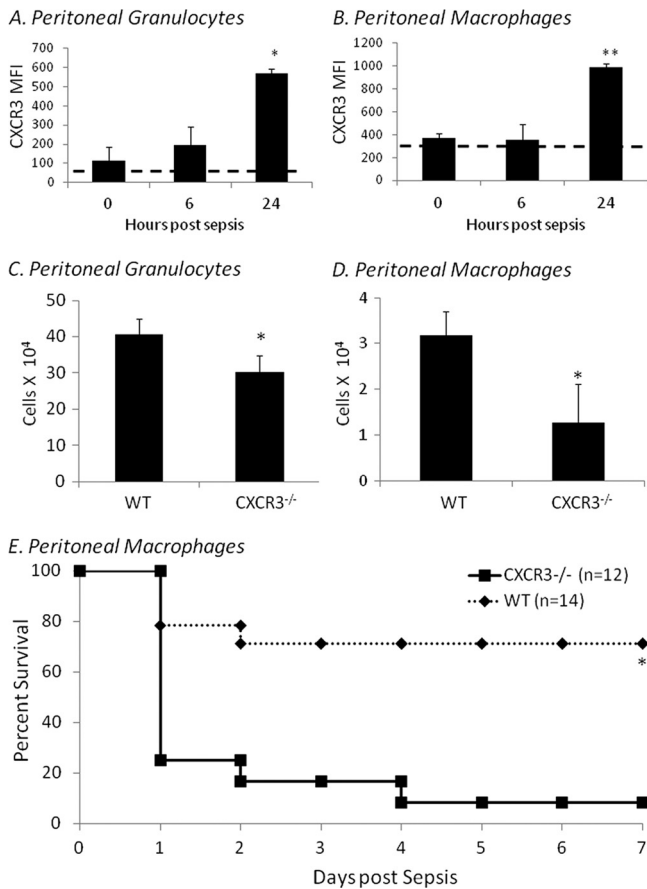 A. Peritoneal Granulocytes
CXCR3 MFI
700
600
500
400
300
200
100
0
*
0 6 24
Hours post sepsis
B. Peritoneal Macrophages
CXCR3 MFI
1200
1000
800
600
400
200
0
**
0 6 24
Hours post sepsis
C. Peritoneal Granulocytes
Cells X 10⁴
50
40
30
20
10
0
*
WT CXCR3-/-
D. Peritoneal Macrophages
Cells X 10⁴
4
3
2
1
0
*
WT CXCR3-/-
E. Peritoneal Macrophages
Percent Survival
100
80
60
40
20
0
CXCR3-/- (n=12)
WT (n=14)
*
0 1 2 3 4 5 6 7
Days post Sepsis